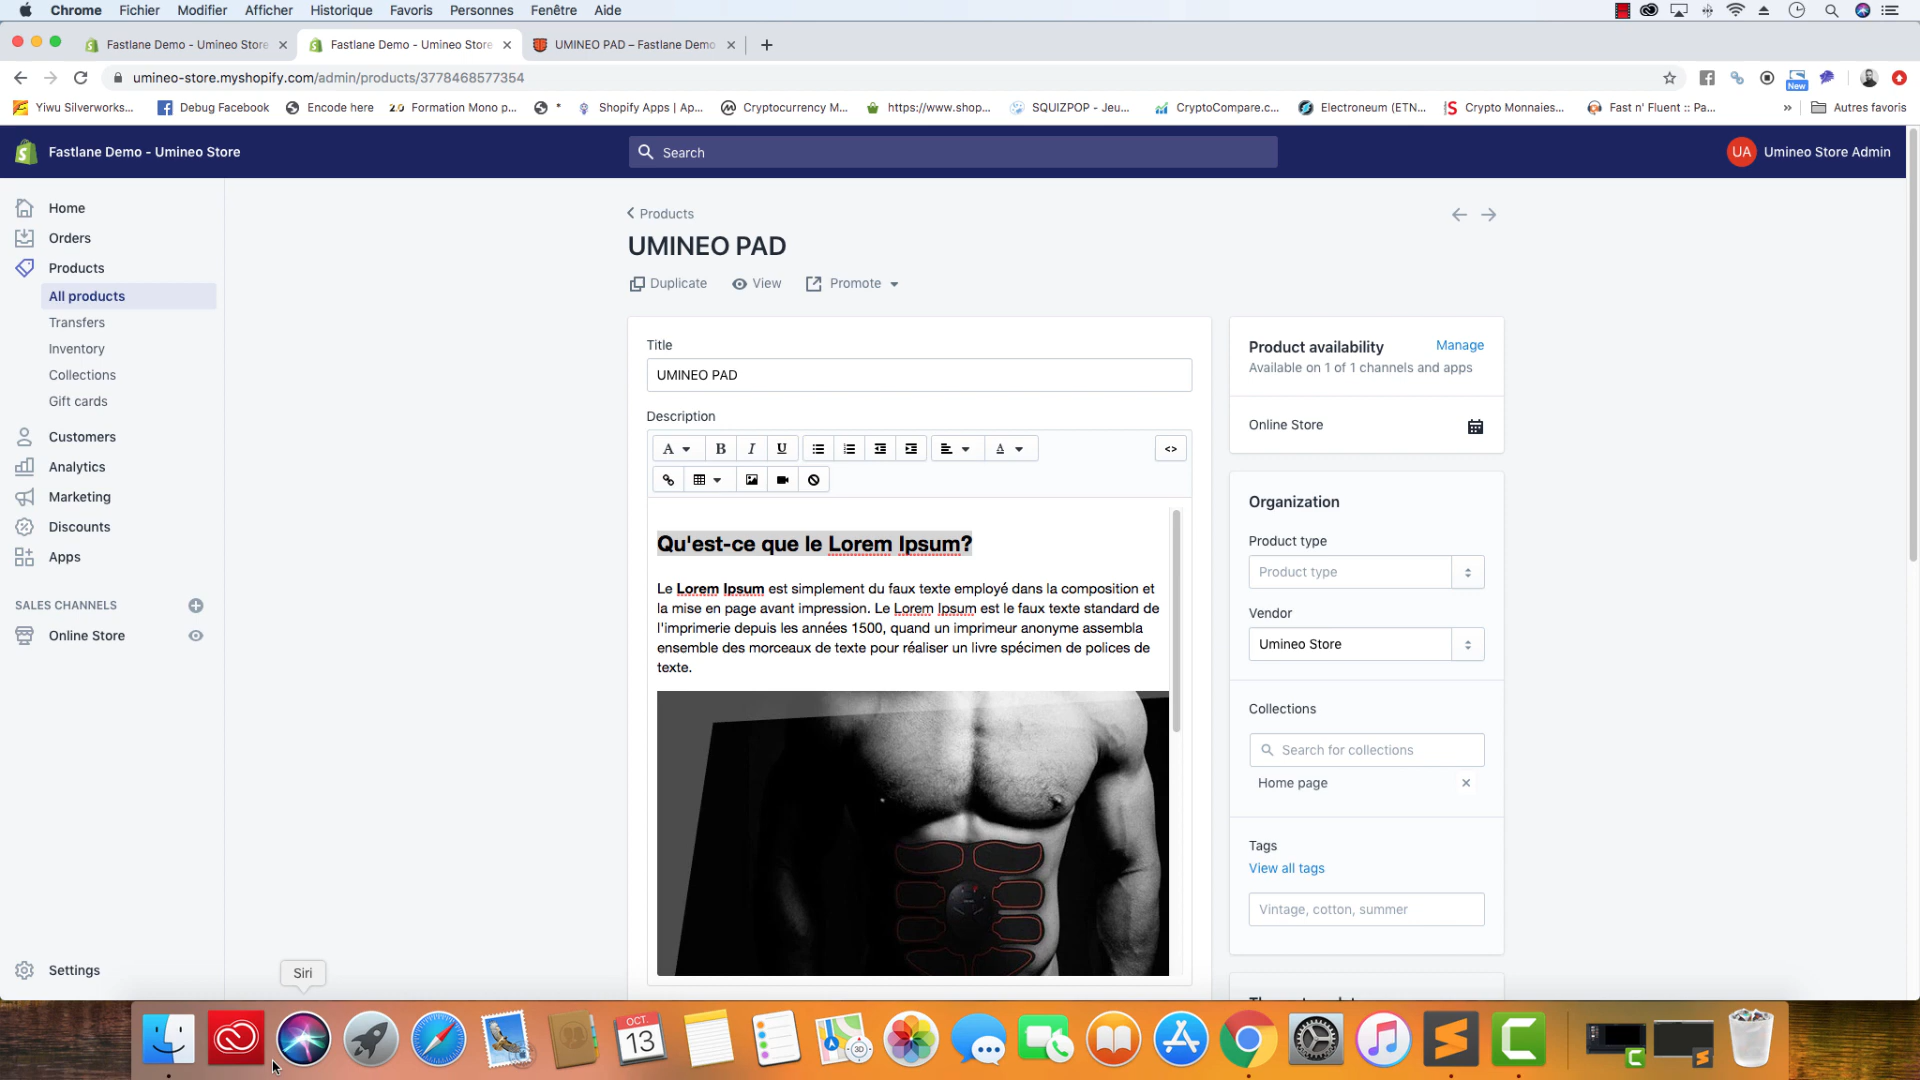 Chrome Fichier Modifier Afficher Historique Favoris Personnes Fenêtre Aide
Fastlane Demo - Umineo Store
Fastlane Demo - Umineo Store
UMINEO PAD – Fastlane Demo
umineo-store.myshopify.com/admin/products/3778468577354
New
Yiwu Silverworks...
Debug Facebook
Encode here
2.0 Formation Mono p...
*
Shopify Apps | Ap...
Cryptocurrency M...
https://www.shop...
SQUIZPOP - Jeu...
CryptoCompare.c...
Electroneum (ETN...
Crypto Monnaies...
Fast n' Fluent :: Pa...
»
Autres favoris
Fastlane Demo - Umineo Store
Search
UA Umineo Store Admin
Home
Orders
Products
All products
Transfers
Inventory
Collections
Gift cards
Customers
Analytics
Marketing
Discounts
Apps
SALES CHANNELS
Online Store
Settings
Siri
Products
UMINEO PAD
Duplicate View Promote
Title
UMINEO PAD
Description
A B I U A <>
Qu'est-ce que le Lorem Ipsum?
Le Lorem Ipsum est simplement du faux texte employé dans la composition et
la mise en page avant impression. Le Lorem Ipsum est le faux texte standard de
l'imprimerie depuis les années 1500, quand un imprimeur anonyme assembla
ensemble des morceaux de texte pour réaliser un livre spécimen de polices de
texte.
Product availability Manage
Available on 1 of 1 channels and apps
Online Store
Organization
Product type
Product type
Vendor
Umineo Store
Collections
Search for collections
Home page
Tags
View all tags
Vintage, cotton, summer
OCT.
13
3D